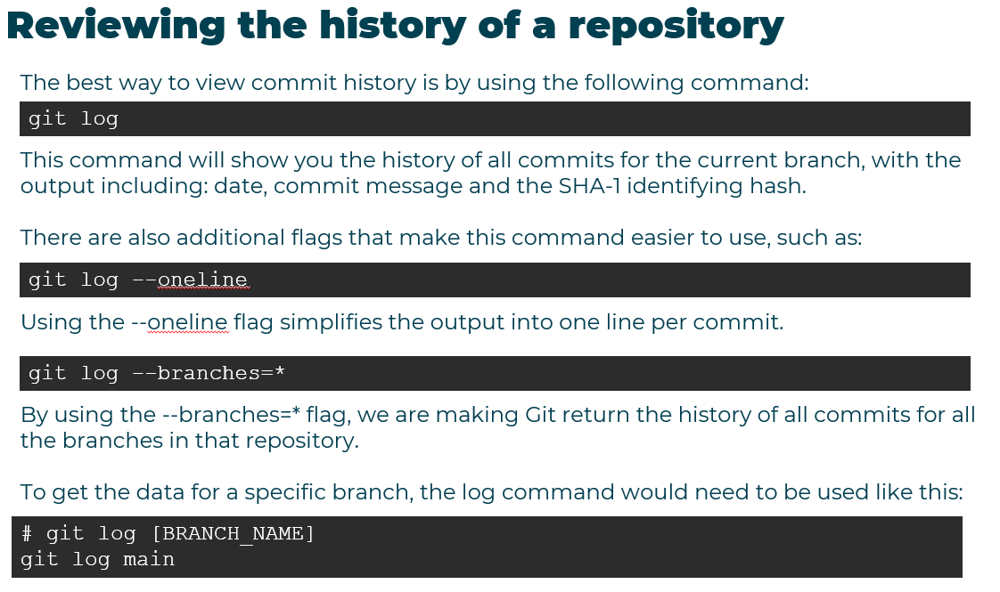 Reviewing the history of a repository
The best way to view commit history is by using the following command:
git log
This command will show you the history of all commits for the current branch, with the
output including: date, commit message and the SHA-1 identifying hash.
There are also additional flags that make this command easier to use, such as:
git log --oneline
Using the --oneline flag simplifies the output into one line per commit.
git log --branches=*
By using the --branches=* flag, we are making Git return the history of all commits for all
the branches in that repository.
To get the data for a specific branch, the log command would need to be used like this:
# git log [BRANCH_NAME]
git log main